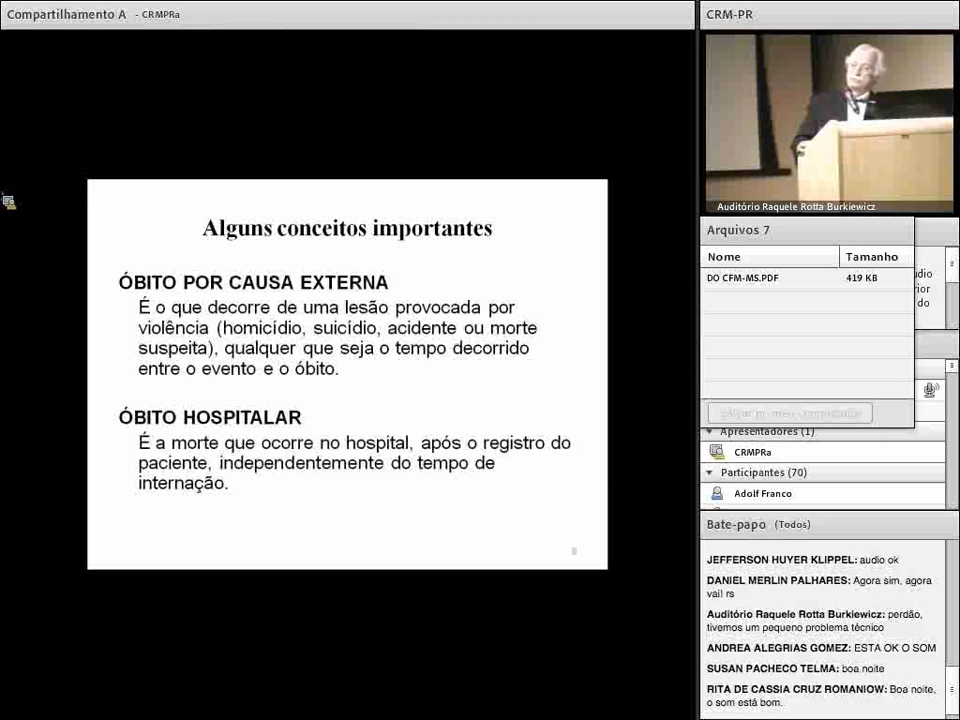 Compartilhamento A - CRMPRa
Alguns conceitos importantes
ÓBITO POR CAUSA EXTERNA
É o que decorre de uma lesão provocada por
violência (homicídio, suicídio, acidente ou morte
suspeita), qualquer que seja o tempo decorrido
entre o evento e o óbito.
ÓBITO HOSPITALAR
É a morte que ocorre no hospital, após o registro do
paciente, independentemente do tempo de
internação.
8
CRM-PR
Auditório Raquele Rotta Burkiewicz
Arquivos 7
Nome Tamanho
DO CFM-MS.PDF 419 KB
do
Apresentadores (1)
CRMPRa
Participantes (70)
Adolf Franco
Bate-papo (Todos)
JEFFERSON HUYER KLIPPEL: audio ok
DANIEL MERLIN PALHARES: Agora sim, agora
vai! rs
Auditório Raquele Rotta Burkiewicz: perdão,
tivemos um pequeno problema técnico
ANDREA ALEGRIAS GOMEZ: ESTA OK O SOM
SUSAN PACHECO TELMA: boa noite
RITA DE CASSIA CRUZ ROMANIOW: Boa noite,
o som está bom.